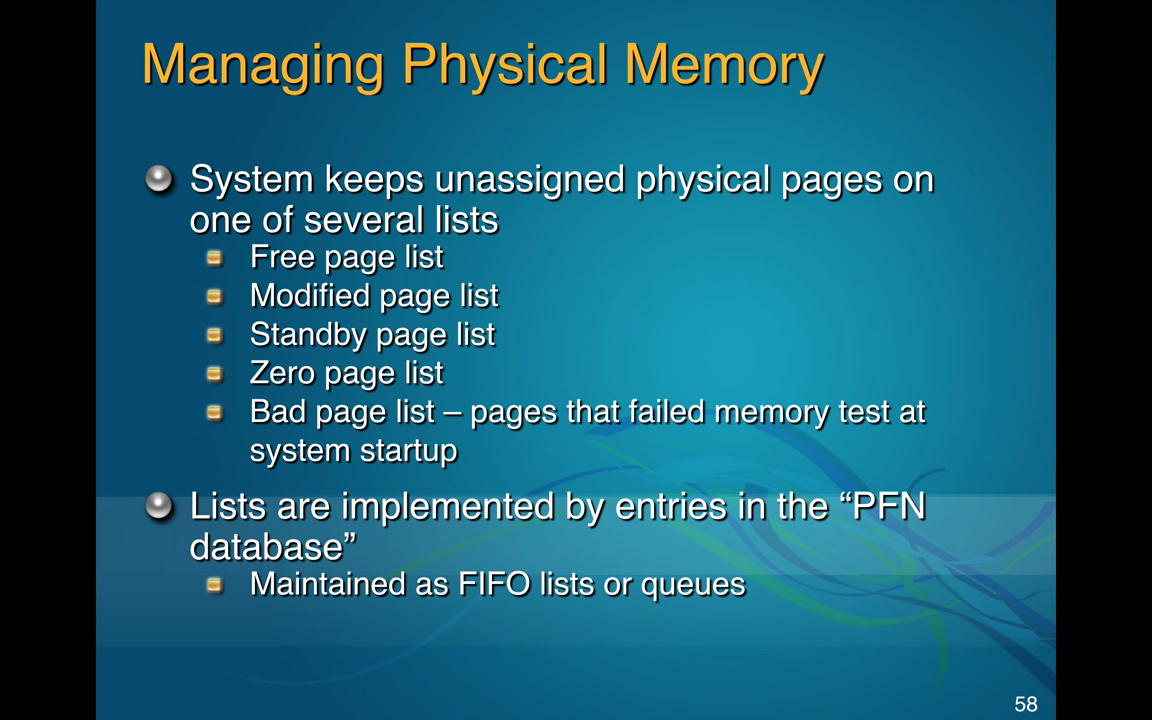 Managing Physical Memory
System keeps unassigned physical pages on
one of several lists
Free page list
Modified page list
Standby page list
Zero page list
Bad page list – pages that failed memory test at
system startup
Lists are implemented by entries in the “PFN
database”
Maintained as FIFO lists or queues
58